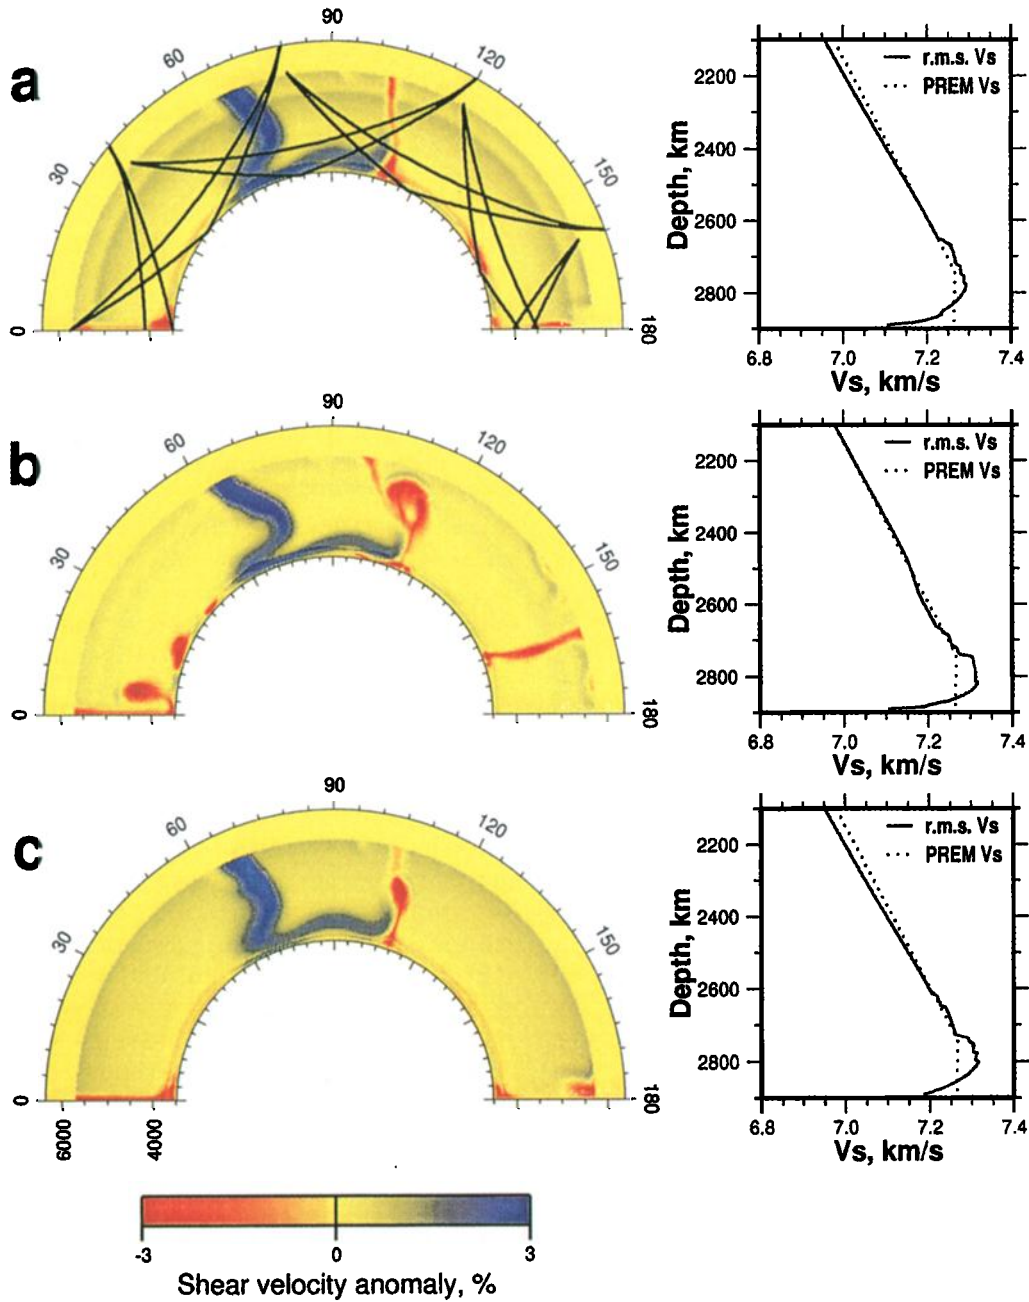 a
0
30
60
90
120
150
180
r.m.s. Vs
PREM Vs
Depth, km
2200
2400
2600
2800
6.8 7.0 7.2 7.4
Vs, km/s
b
0
30
60
90
120
150
180
r.m.s. Vs
PREM Vs
Depth, km
2200
2400
2600
2800
6.8 7.0 7.2 7.4
Vs, km/s
c
0
30
60
90
120
150
180
6000
4000
r.m.s. Vs
PREM Vs
Depth, km
2200
2400
2600
2800
6.8 7.0 7.2 7.4
Vs, km/s
-3 0 3
Shear velocity anomaly, %